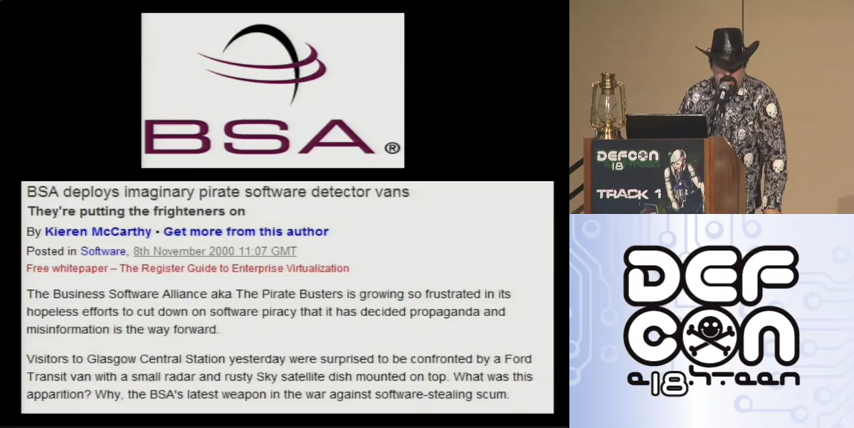 BSA®
BSA deploys imaginary pirate software detector vans
They're putting the frighteners on
By Kieren McCarthy • Get more from this author
Posted in Software, 8th November 2000 11:07 GMT
Free whitepaper – The Register Guide to Enterprise Virtualization
The Business Software Alliance aka The Pirate Busters is growing so frustrated in its
hopeless efforts to cut down on software piracy that it has decided propaganda and
misinformation is the way forward.
Visitors to Glasgow Central Station yesterday were surprised to be confronted by a Ford
Transit van with a small radar and rusty Sky satellite dish mounted on top. What was this
apparition? Why, the BSA's latest weapon in the war against software-stealing scum.
DEFCON
18
TRACK 1
DEF
CON
e18h.teen